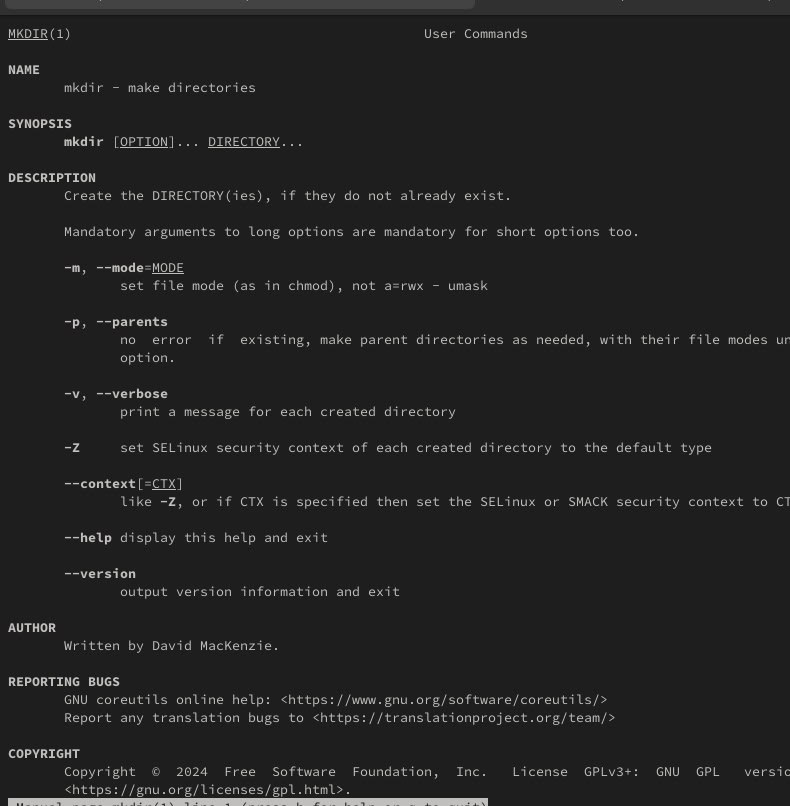 MKDIR(1) User Commands
NAME
mkdir - make directories
SYNOPSIS
mkdir [OPTION]... DIRECTORY...
DESCRIPTION
Create the DIRECTORY(ies), if they do not already exist.
Mandatory arguments to long options are mandatory for short options too.
-m, --mode=MODE
set file mode (as in chmod), not a=rwx - umask
-p, --parents
no error if existing, make parent directories as needed, with their file modes un
option.
-v, --verbose
print a message for each created directory
-Z set SELinux security context of each created directory to the default type
--context[=CTX]
like -Z, or if CTX is specified then set the SELinux or SMACK security context to CT
--help display this help and exit
--version
output version information and exit
AUTHOR
Written by David MacKenzie.
REPORTING BUGS
GNU coreutils online help: <https://www.gnu.org/software/coreutils/>
Report any translation bugs to <https://translationproject.org/team/>
COPYRIGHT
Copyright © 2024 Free Software Foundation, Inc. License GPLv3+: GNU GPL versio
<https://gnu.org/licenses/gpl.html>.
Manual page mkdir(1) line 1 (press h for help or q to quit)